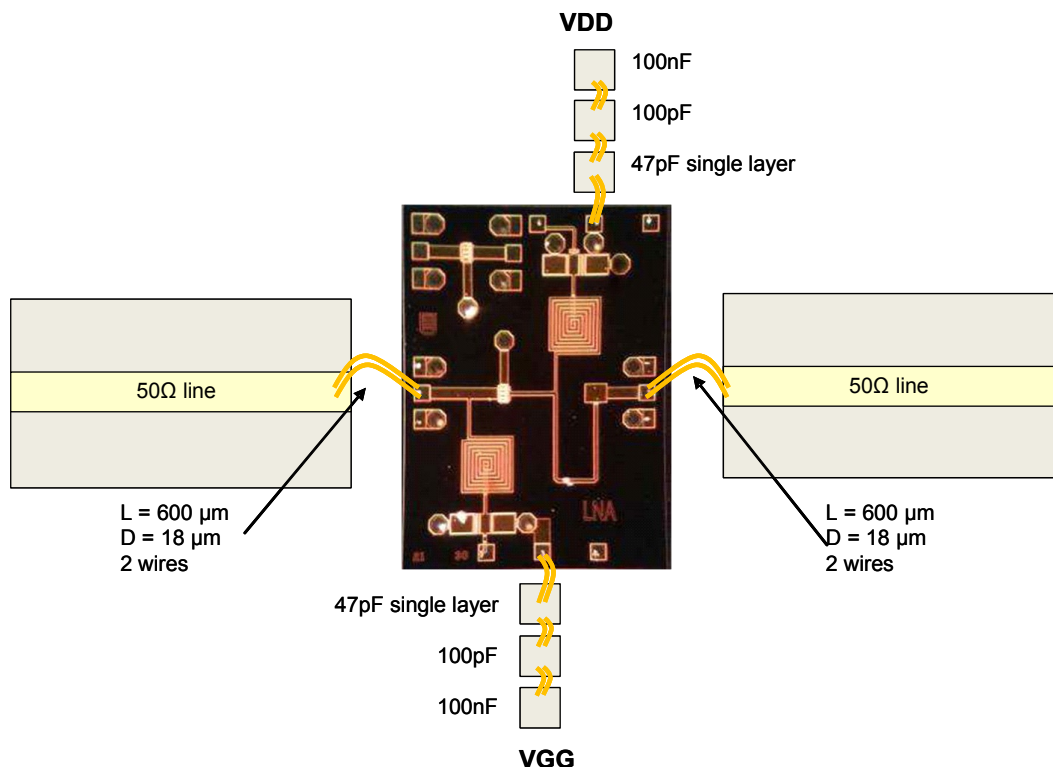 VDD
100nF
100pF
47pF single layer
50Ω line
50Ω line
L = 600 µm
D = 18 µm
2 wires
LNA
L = 600 µm
D = 18 µm
2 wires
47pF single layer
100pF
100nF
VGG